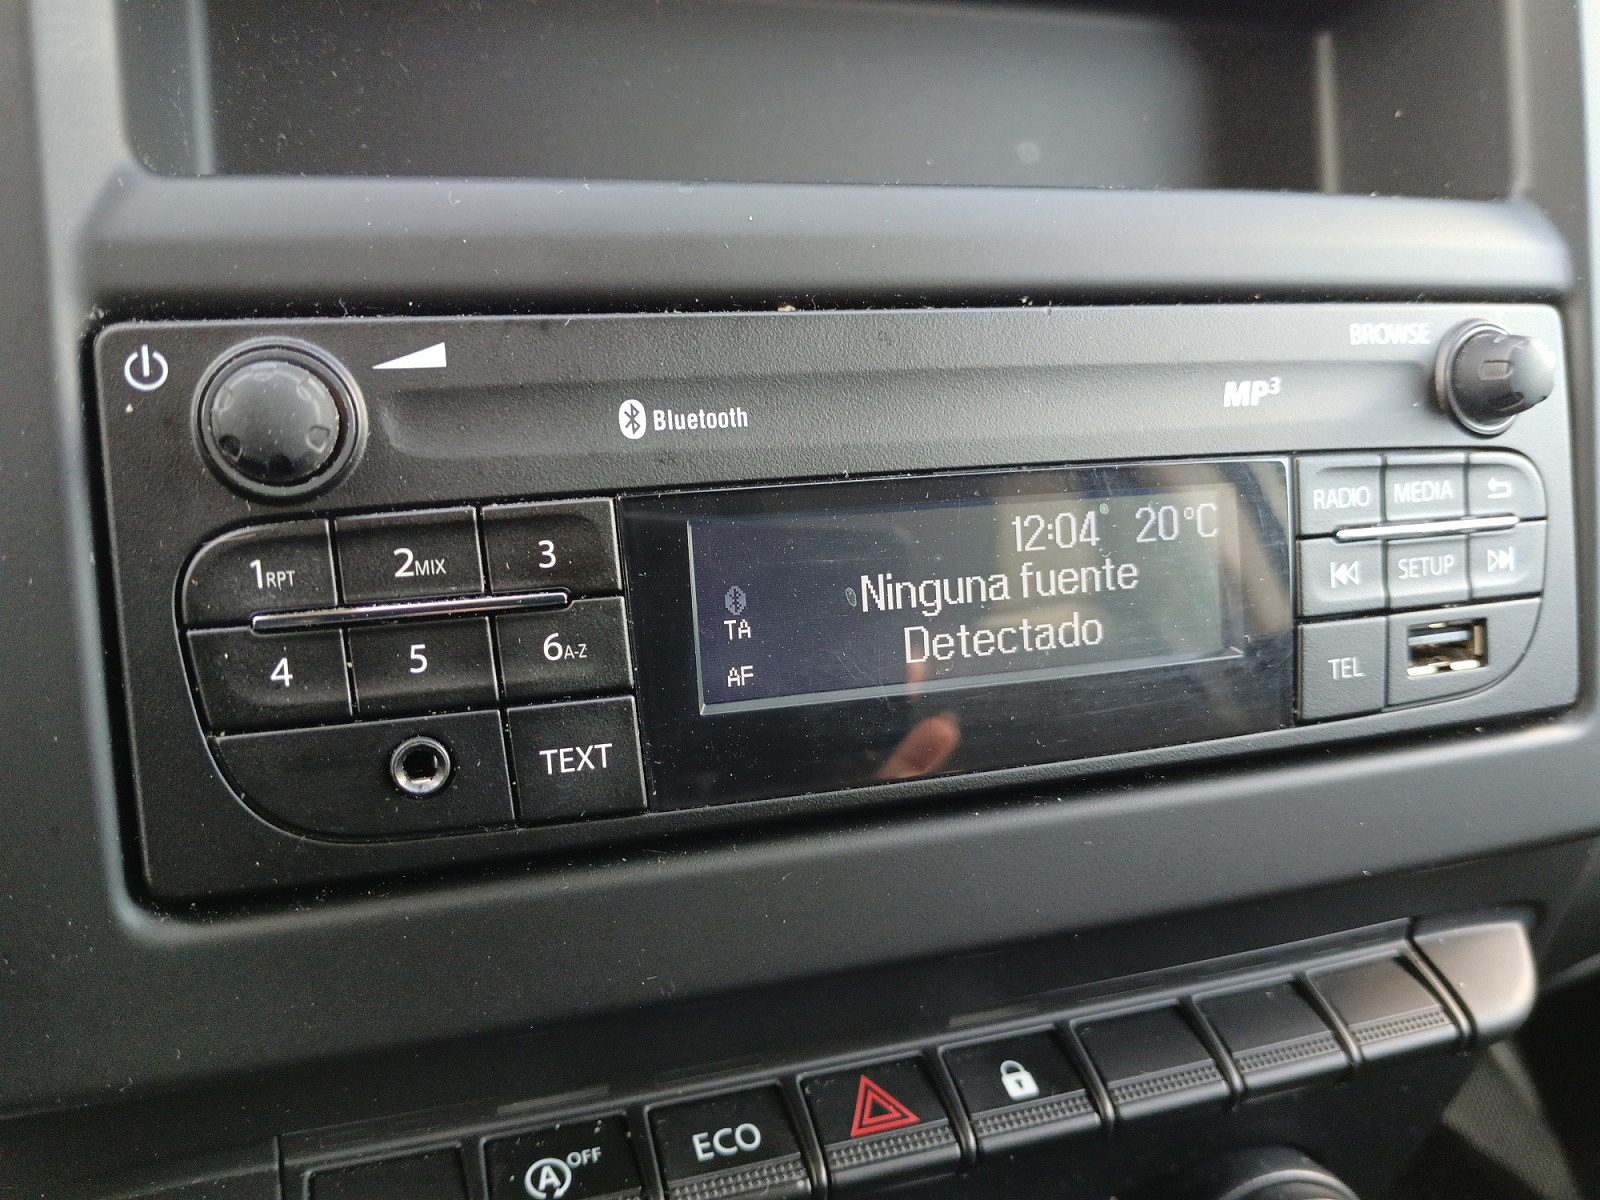 BROWSE
MP3
Bluetooth
RADIO
MEDIA
12:04 20°C
1RPT
2MIX
3
Ninguna fuente
SETUP
TA
Detectado
4
5
6A-Z
AF
TEL
TEXT
OFF
A
ECO